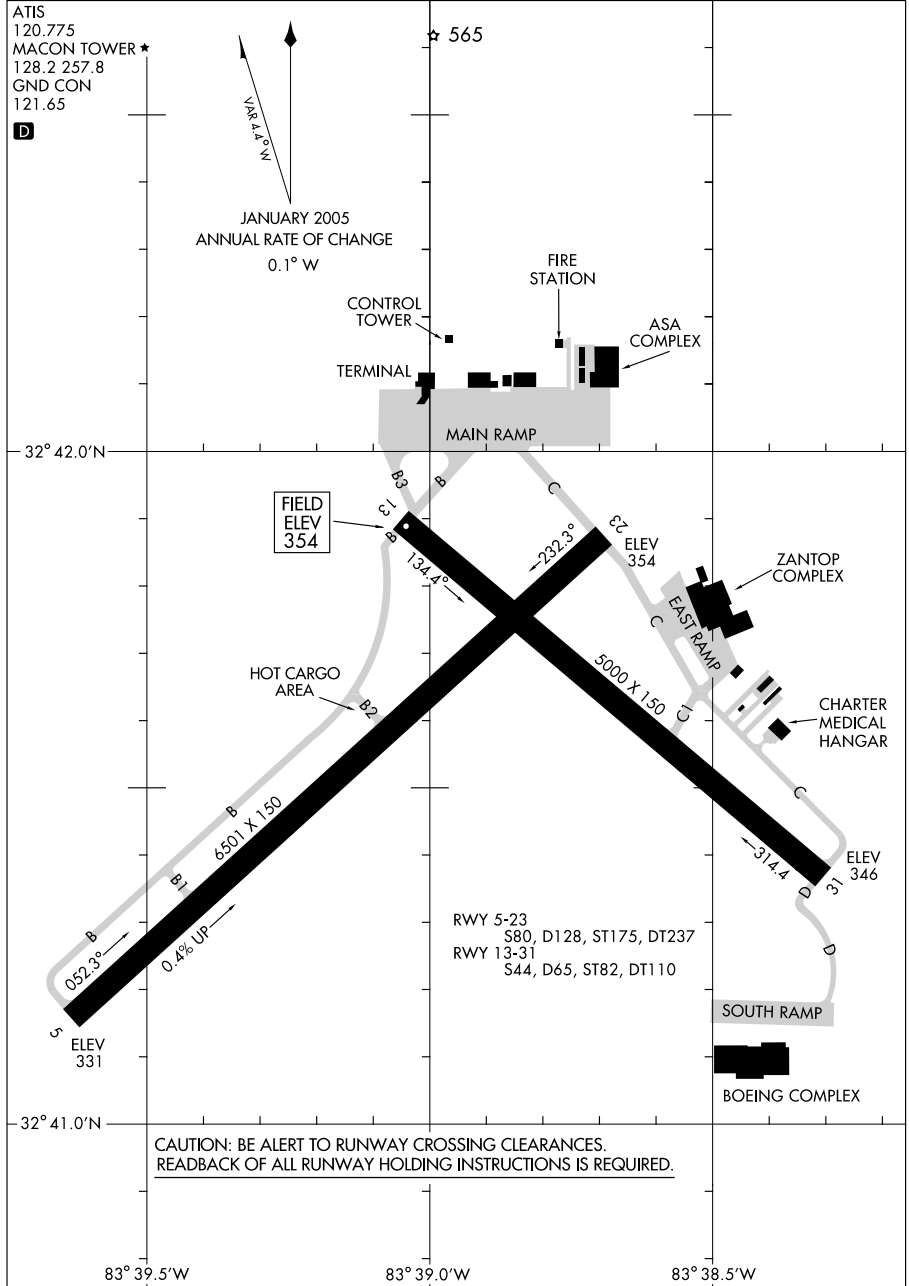 ATIS
120.775
MACON TOWER ★
128.2 257.8
GND CON
121.65
D
565
VAR 4.4° W
JANUARY 2005
ANNUAL RATE OF CHANGE
0.1° W
FIRE
STATION
CONTROL
TOWER
ASA
COMPLEX
TERMINAL
MAIN RAMP
32° 42.0'N
B3
B
C
13
FIELD
ELEV
354
B
134.4°
232.3°
23
ELEV
354
ZANTOP
COMPLEX
EAST RAMP
C
HOT CARGO
AREA
B2
5000 X 150
C1
CHARTER
MEDICAL
HANGAR
C
B
6501 X 150
B1
314.4
ELEV
346
31
D
B
052.3°
0.4% UP
RWY 5-23
S80, D128, ST175, DT237
RWY 13-31
S44, D65, ST82, DT110
D
5
ELEV
331
SOUTH RAMP
BOEING COMPLEX
32° 41.0'N
CAUTION: BE ALERT TO RUNWAY CROSSING CLEARANCES.
READBACK OF ALL RUNWAY HOLDING INSTRUCTIONS IS REQUIRED.
83° 39.5'W
83° 39.0'W
83° 38.5'W